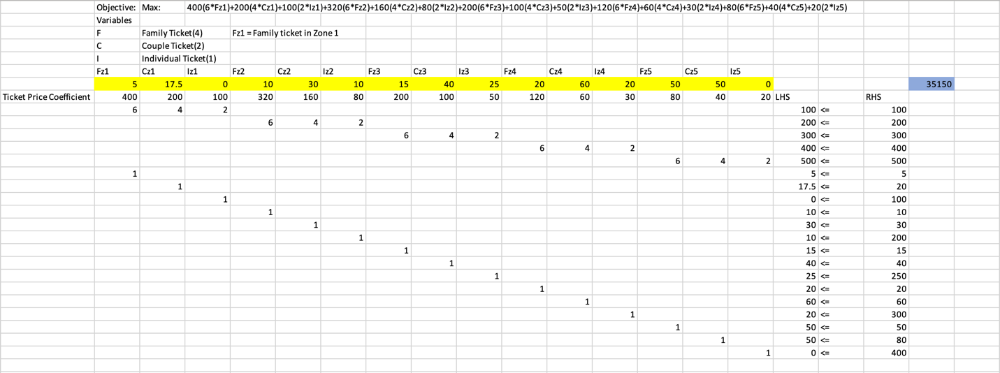 Objective: Max: 400(6*Fz1)+200(4*Cz1)+100(2*Iz1)+320(6*Fz2)+160(4*Cz2)+80(2*Iz2)+200(6*Fz3)+100(4*Cz3)+50(2*Iz3)+120(6*Fz4)+60(4*Cz4)+30(2*Iz4)+80(6*Fz5)+40(4*Cz5)+20(2*Iz5)
Variables
F Family Ticket(4) Fz1 = Family ticket in Zone 1
C Couple Ticket(2)
I Individual Ticket(1)
Fz1 Cz1 Iz1 Fz2 Cz2 Iz2 Fz3 Cz3 Iz3 Fz4 Cz4 Iz4 Fz5 Cz5 Iz5
5 17.5 0 10 30 10 15 40 25 20 60 20 50 50 0 35150
Ticket Price Coefficient 400 200 100 320 160 80 200 100 50 120 60 30 80 40 20 LHS RHS
6 4 2 100 <= 100
6 4 2 200 <= 200
6 4 2 300 <= 300
6 4 2 400 <= 400
6 4 2 500 <= 500
1 5 <= 5
1 17.5 <= 20
1 0 <= 100
1 10 <= 10
1 30 <= 30
1 10 <= 200
1 15 <= 15
1 40 <= 40
1 25 <= 250
1 20 <= 20
1 60 <= 60
1 20 <= 300
1 50 <= 50
1 50 <= 80
1 0 <= 400